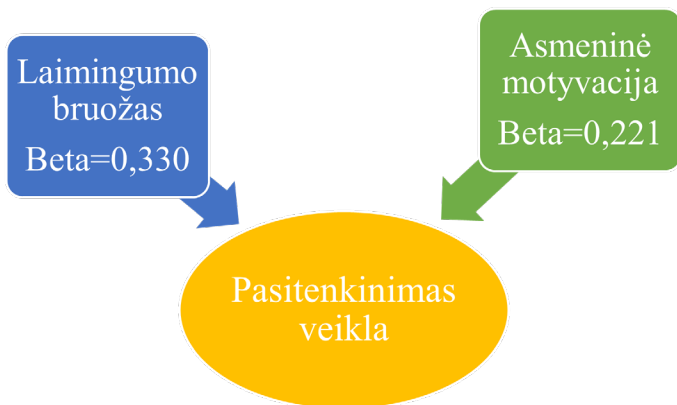 Laimingumo
bruožas
Beta=0,330
Asmeninė
motyvacija
Beta=0,221
Pasitenkinimas
veikla